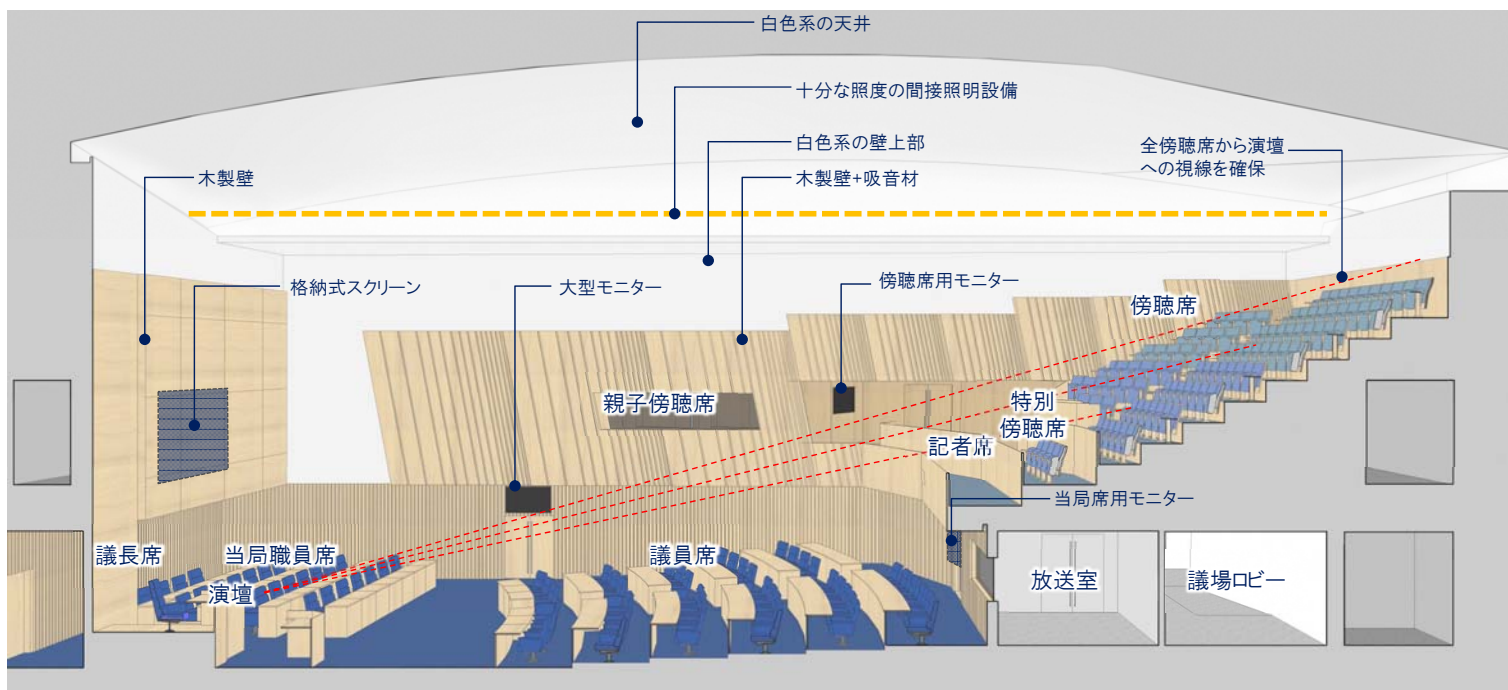 白色系の天井
十分な照度の間接照明設備
白色系の壁上部
全傍聴席から演壇
への視線を確保
木製壁
木製壁+吸音材
格納式スクリーン
大型モニター
傍聴席用モニター
傍聴席
親子傍聴席
特別
傍聴席
記者席
当局席用モニター
議長席
当局職員席
議員席
演壇
放送室
議場ロビー